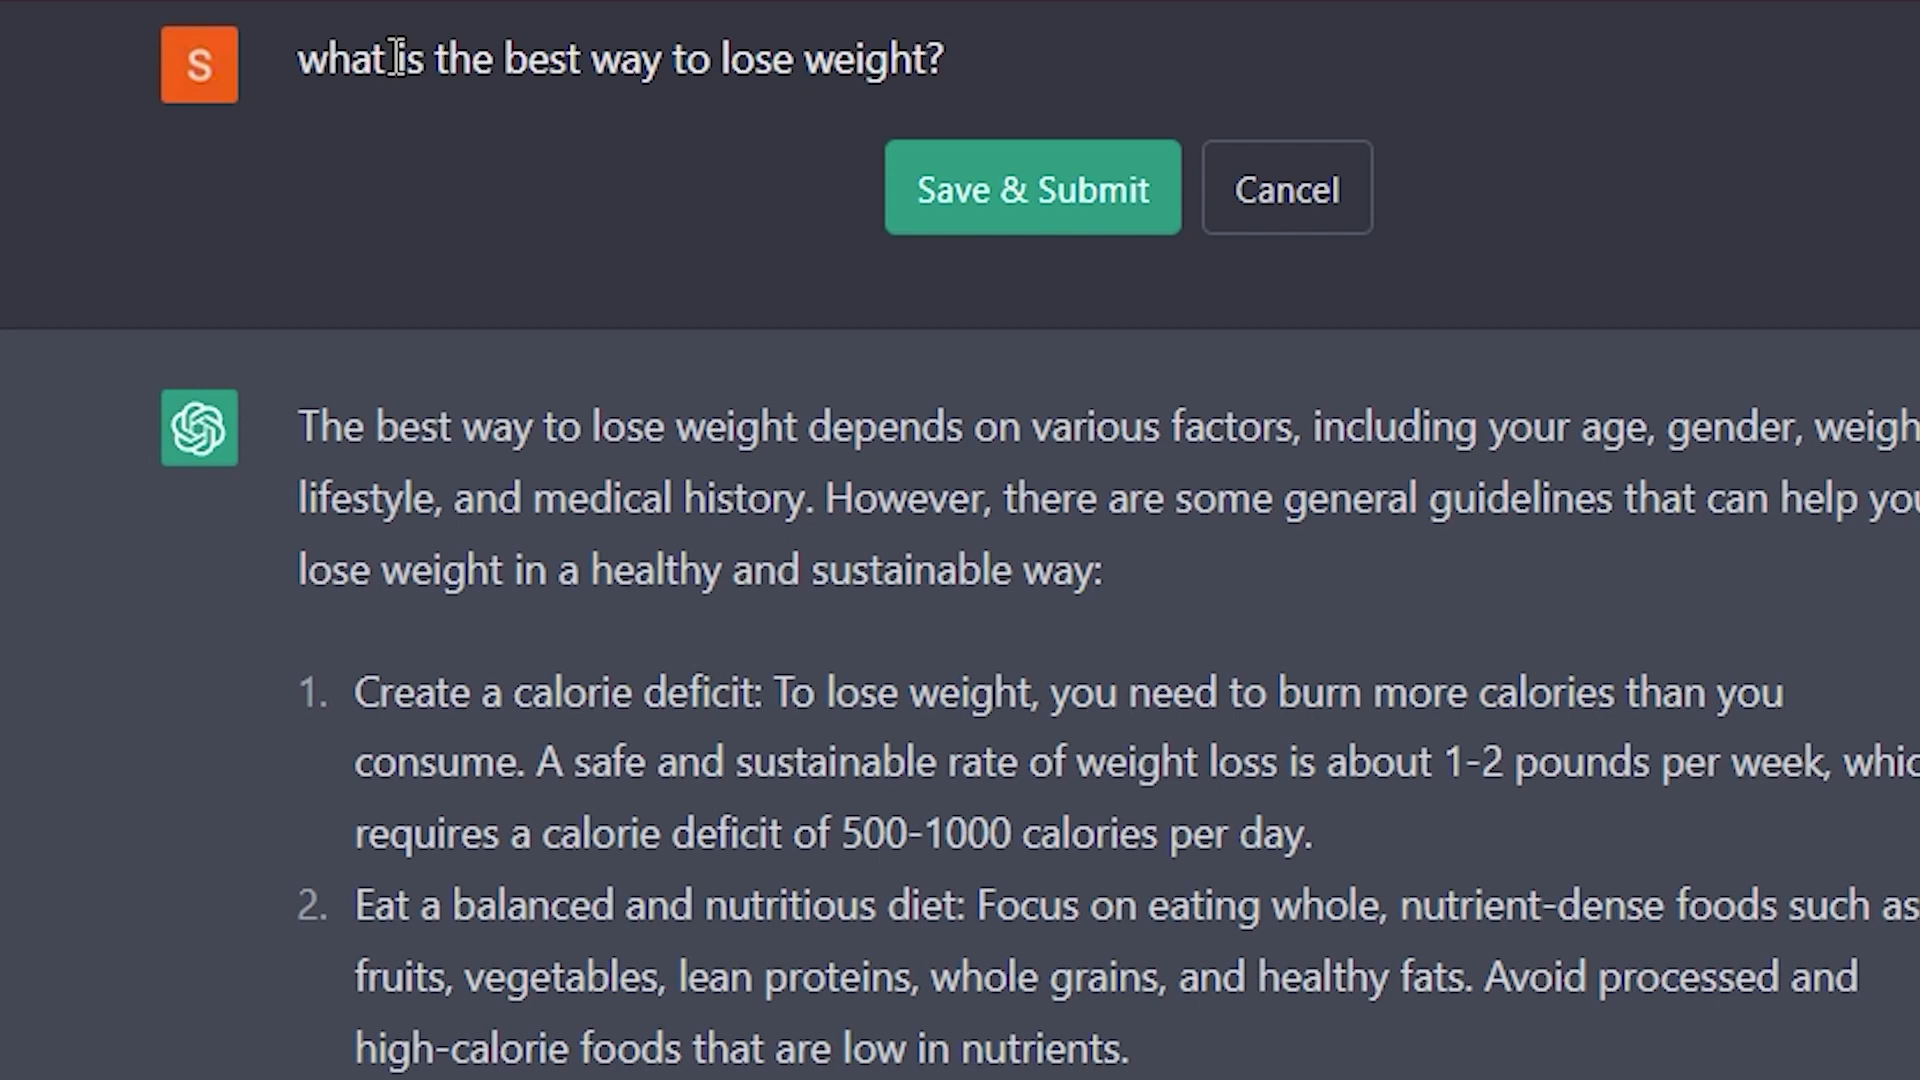 S
what is the best way to lose weight?
Save & Submit
Cancel
The best way to lose weight depends on various factors, including your age, gender, weigh
lifestyle, and medical history. However, there are some general guidelines that can help you
lose weight in a healthy and sustainable way:
1. Create a calorie deficit: To lose weight, you need to burn more calories than you
consume. A safe and sustainable rate of weight loss is about 1-2 pounds per week, whic
requires a calorie deficit of 500-1000 calories per day.
2. Eat a balanced and nutritious diet: Focus on eating whole, nutrient-dense foods such as
fruits, vegetables, lean proteins, whole grains, and healthy fats. Avoid processed and
high-calorie foods that are low in nutrients.